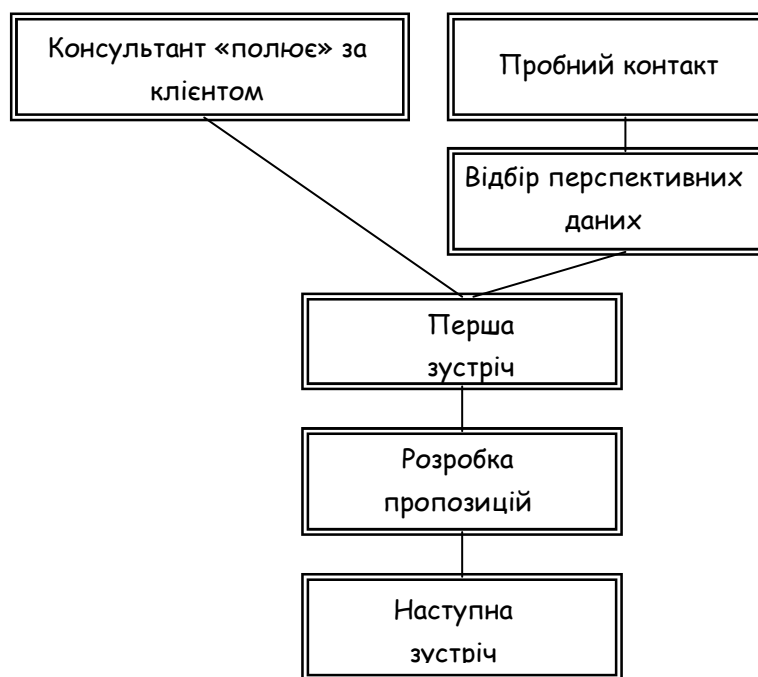 Консультант «полює» за
клієнтом
Пробний контакт
Відбір перспективних
даних
Перша
зустріч
Розробка
пропозицій
Наступна
зустріч